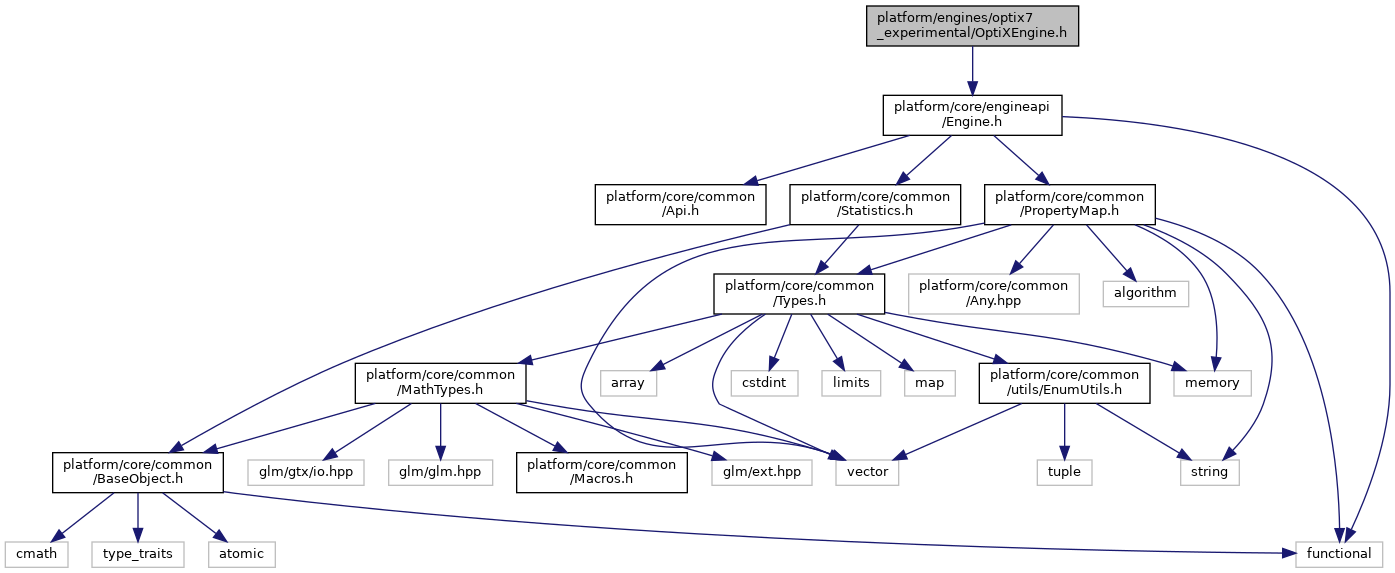 platform/engines/optix7
_experimental/OptiXEngine.h
platform/core/engineapi
/Engine.h
platform/core/common
/Api.h
platform/core/common
/Statistics.h
platform/core/common
/PropertyMap.h
platform/core/common
/Types.h
platform/core/common
/Any.hpp
algorithm
platform/core/common
/MathTypes.h
array
cstdint
limits
map
platform/core/common
/utils/EnumUtils.h
memory
platform/core/common
/BaseObject.h
glm/gtx/io.hpp
glm/glm.hpp
platform/core/common
/Macros.h
glm/ext.hpp
vector
tuple
string
cmath
type_traits
atomic
functional